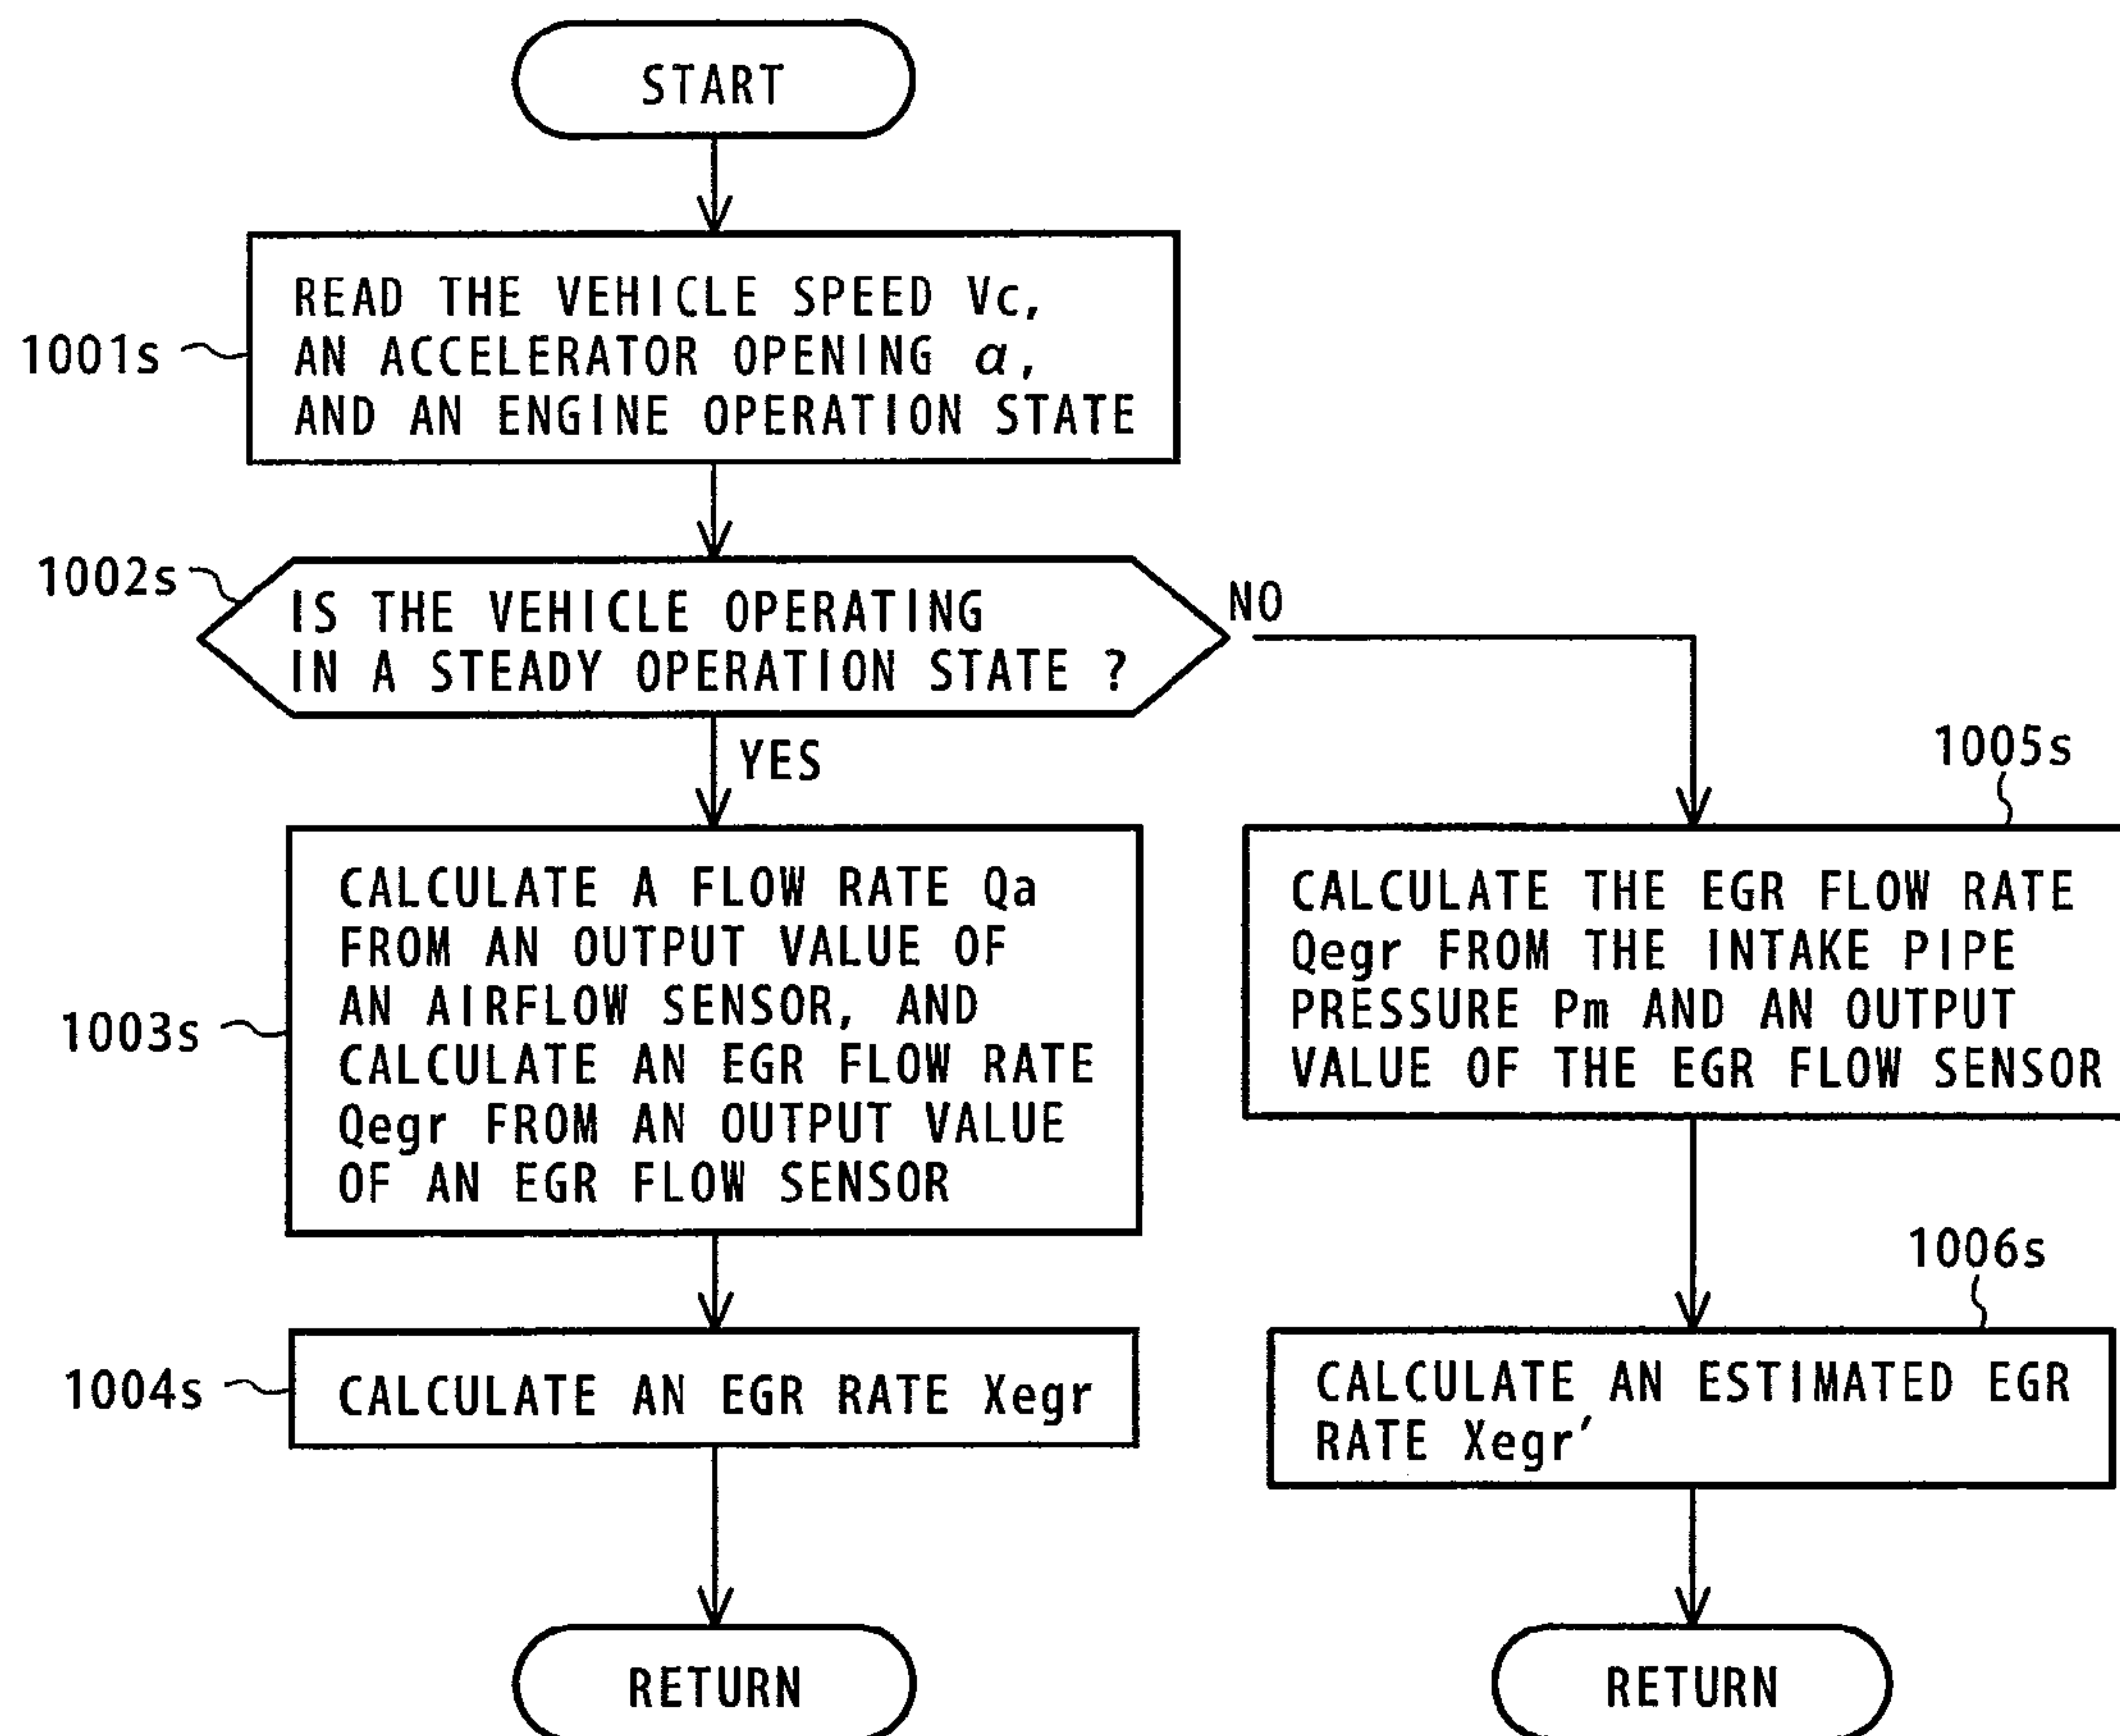 START
1001s
READ THE VEHICLE SPEED Vc,
AN ACCELERATOR OPENING α,
AND AN ENGINE OPERATION STATE
1002s
IS THE VEHICLE OPERATING
IN A STEADY OPERATION STATE ?
NO
YES
1003s
CALCULATE A FLOW RATE Qa
FROM AN OUTPUT VALUE OF
AN AIRFLOW SENSOR, AND
CALCULATE AN EGR FLOW RATE
Qegr FROM AN OUTPUT VALUE
OF AN EGR FLOW SENSOR
1004s
CALCULATE AN EGR RATE Xegr
RETURN
1005s
CALCULATE THE EGR FLOW RATE
Qegr FROM THE INTAKE PIPE
PRESSURE Pm AND AN OUTPUT
VALUE OF THE EGR FLOW SENSOR
1006s
CALCULATE AN ESTIMATED EGR
RATE Xegr′
RETURN